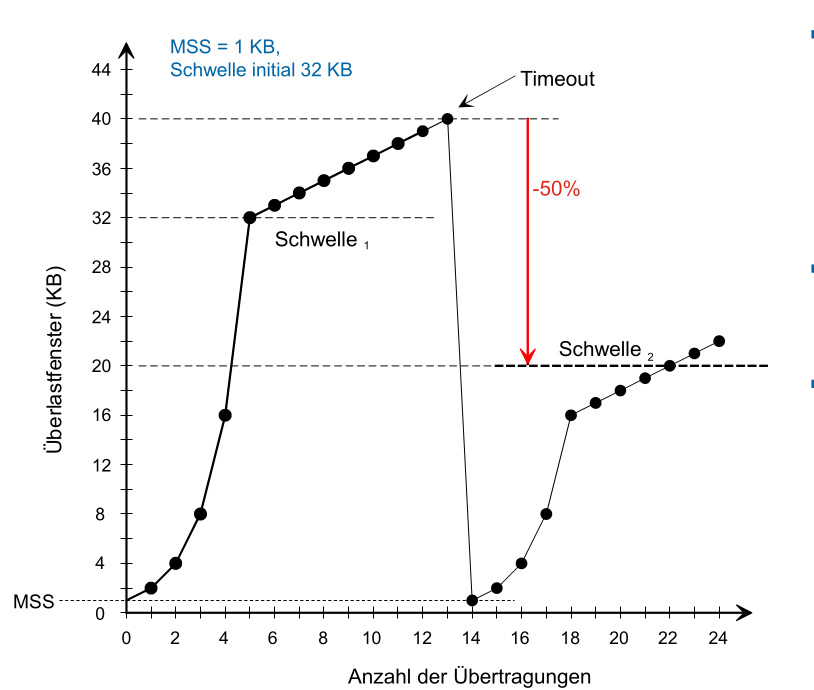 MSS = 1 KB,
Schwelle initial 32 KB
Timeout
44
40
36
-50%
32
Schwelle 1
28
24
Schwelle 2
20
16
12
8
4
MSS
0
0 2 4 6 8 10 12 14 16 18 20 22 24
Überlastfenster (KB)
Anzahl der Übertragungen